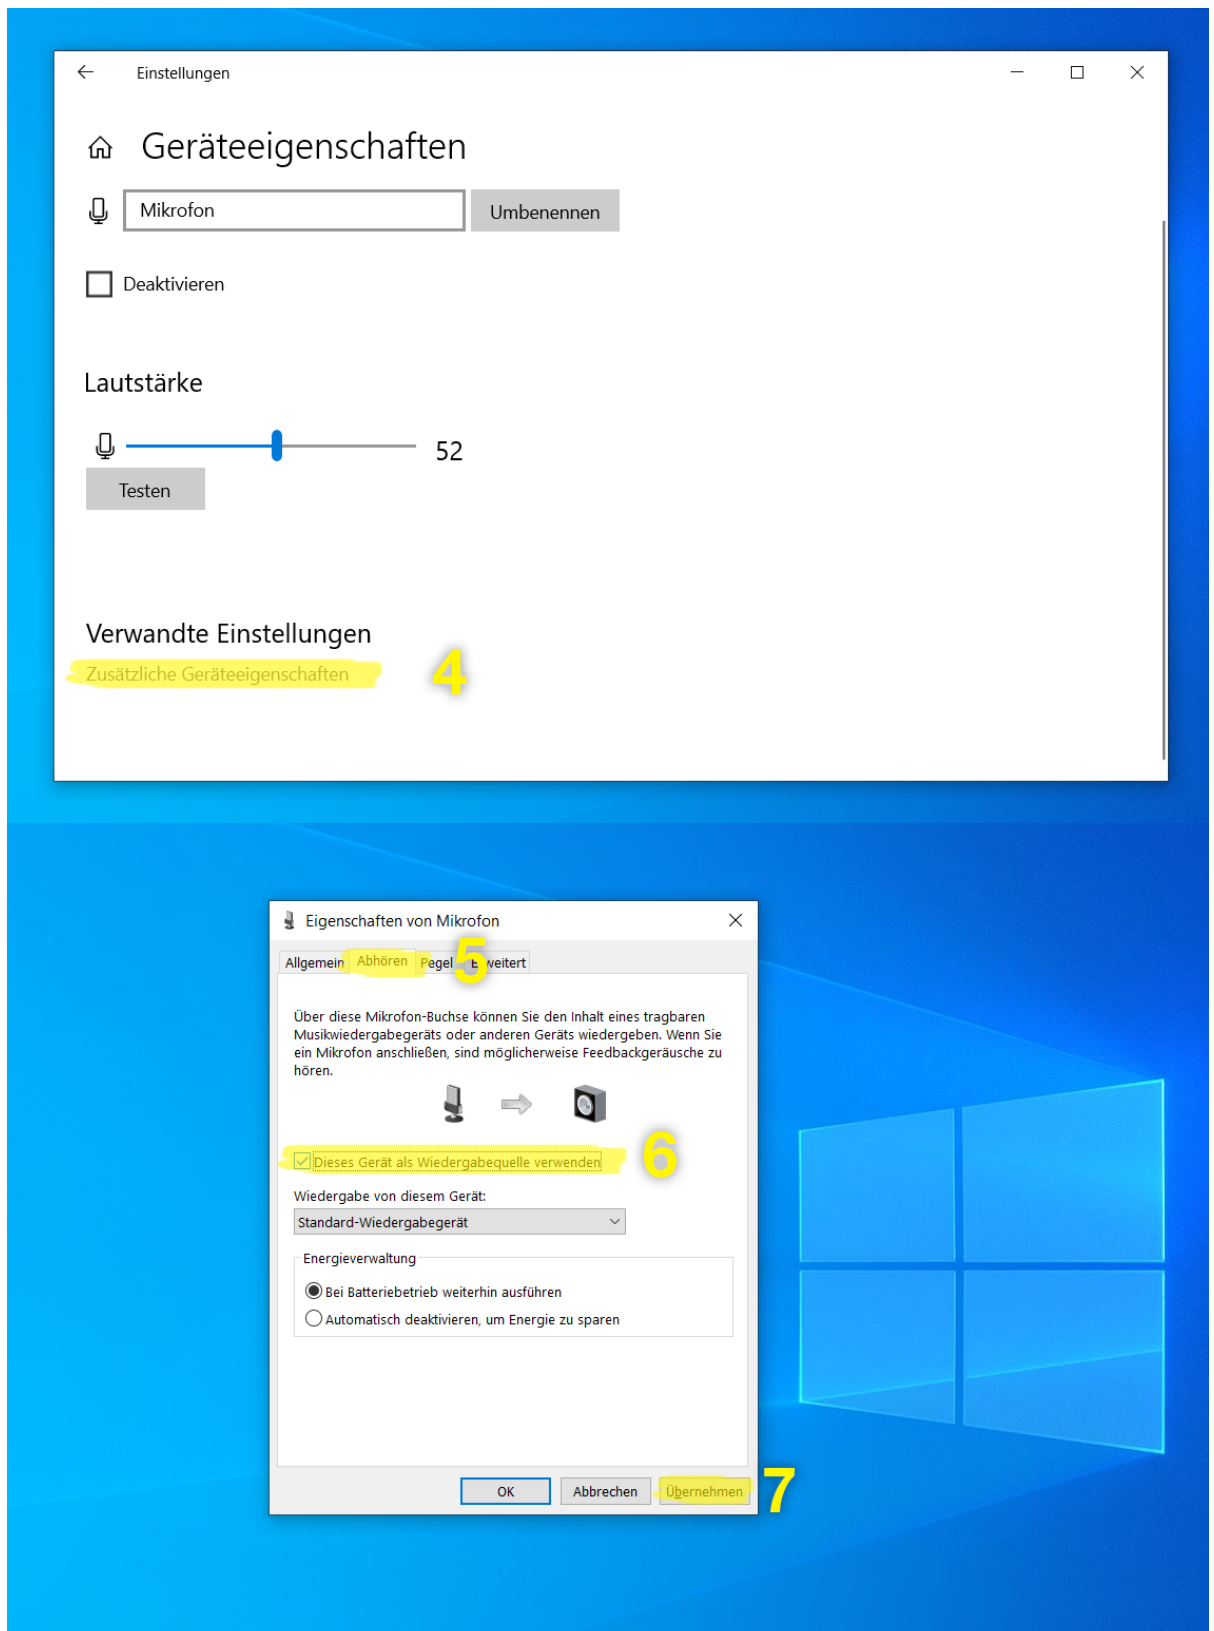 Einstellungen
Geräteeigenschaften
Mikrofon
Umbenennen
Deaktivieren
Lautstärke
52
Testen
Verwandte Einstellungen
Zusätzliche Geräteeigenschaften
4
Eigenschaften von Mikrofon
Allgemein Abhören Pegel Erweitert
5
Über diese Mikrofon-Buchse können Sie den Inhalt eines tragbaren
Musikwiedergabegeräts oder anderen Geräts wiedergeben. Wenn Sie
ein Mikrofon anschließen, sind möglicherweise Feedbackgeräusche zu
hören.
Dieses Gerät als Wiedergabequelle verwenden
6
Wiedergabe von diesem Gerät:
Standard-Wiedergabegerät
Energieverwaltung
Bei Batteriebetrieb weiterhin ausführen
Automatisch deaktivieren, um Energie zu sparen
OK Abbrechen Übernehmen
7